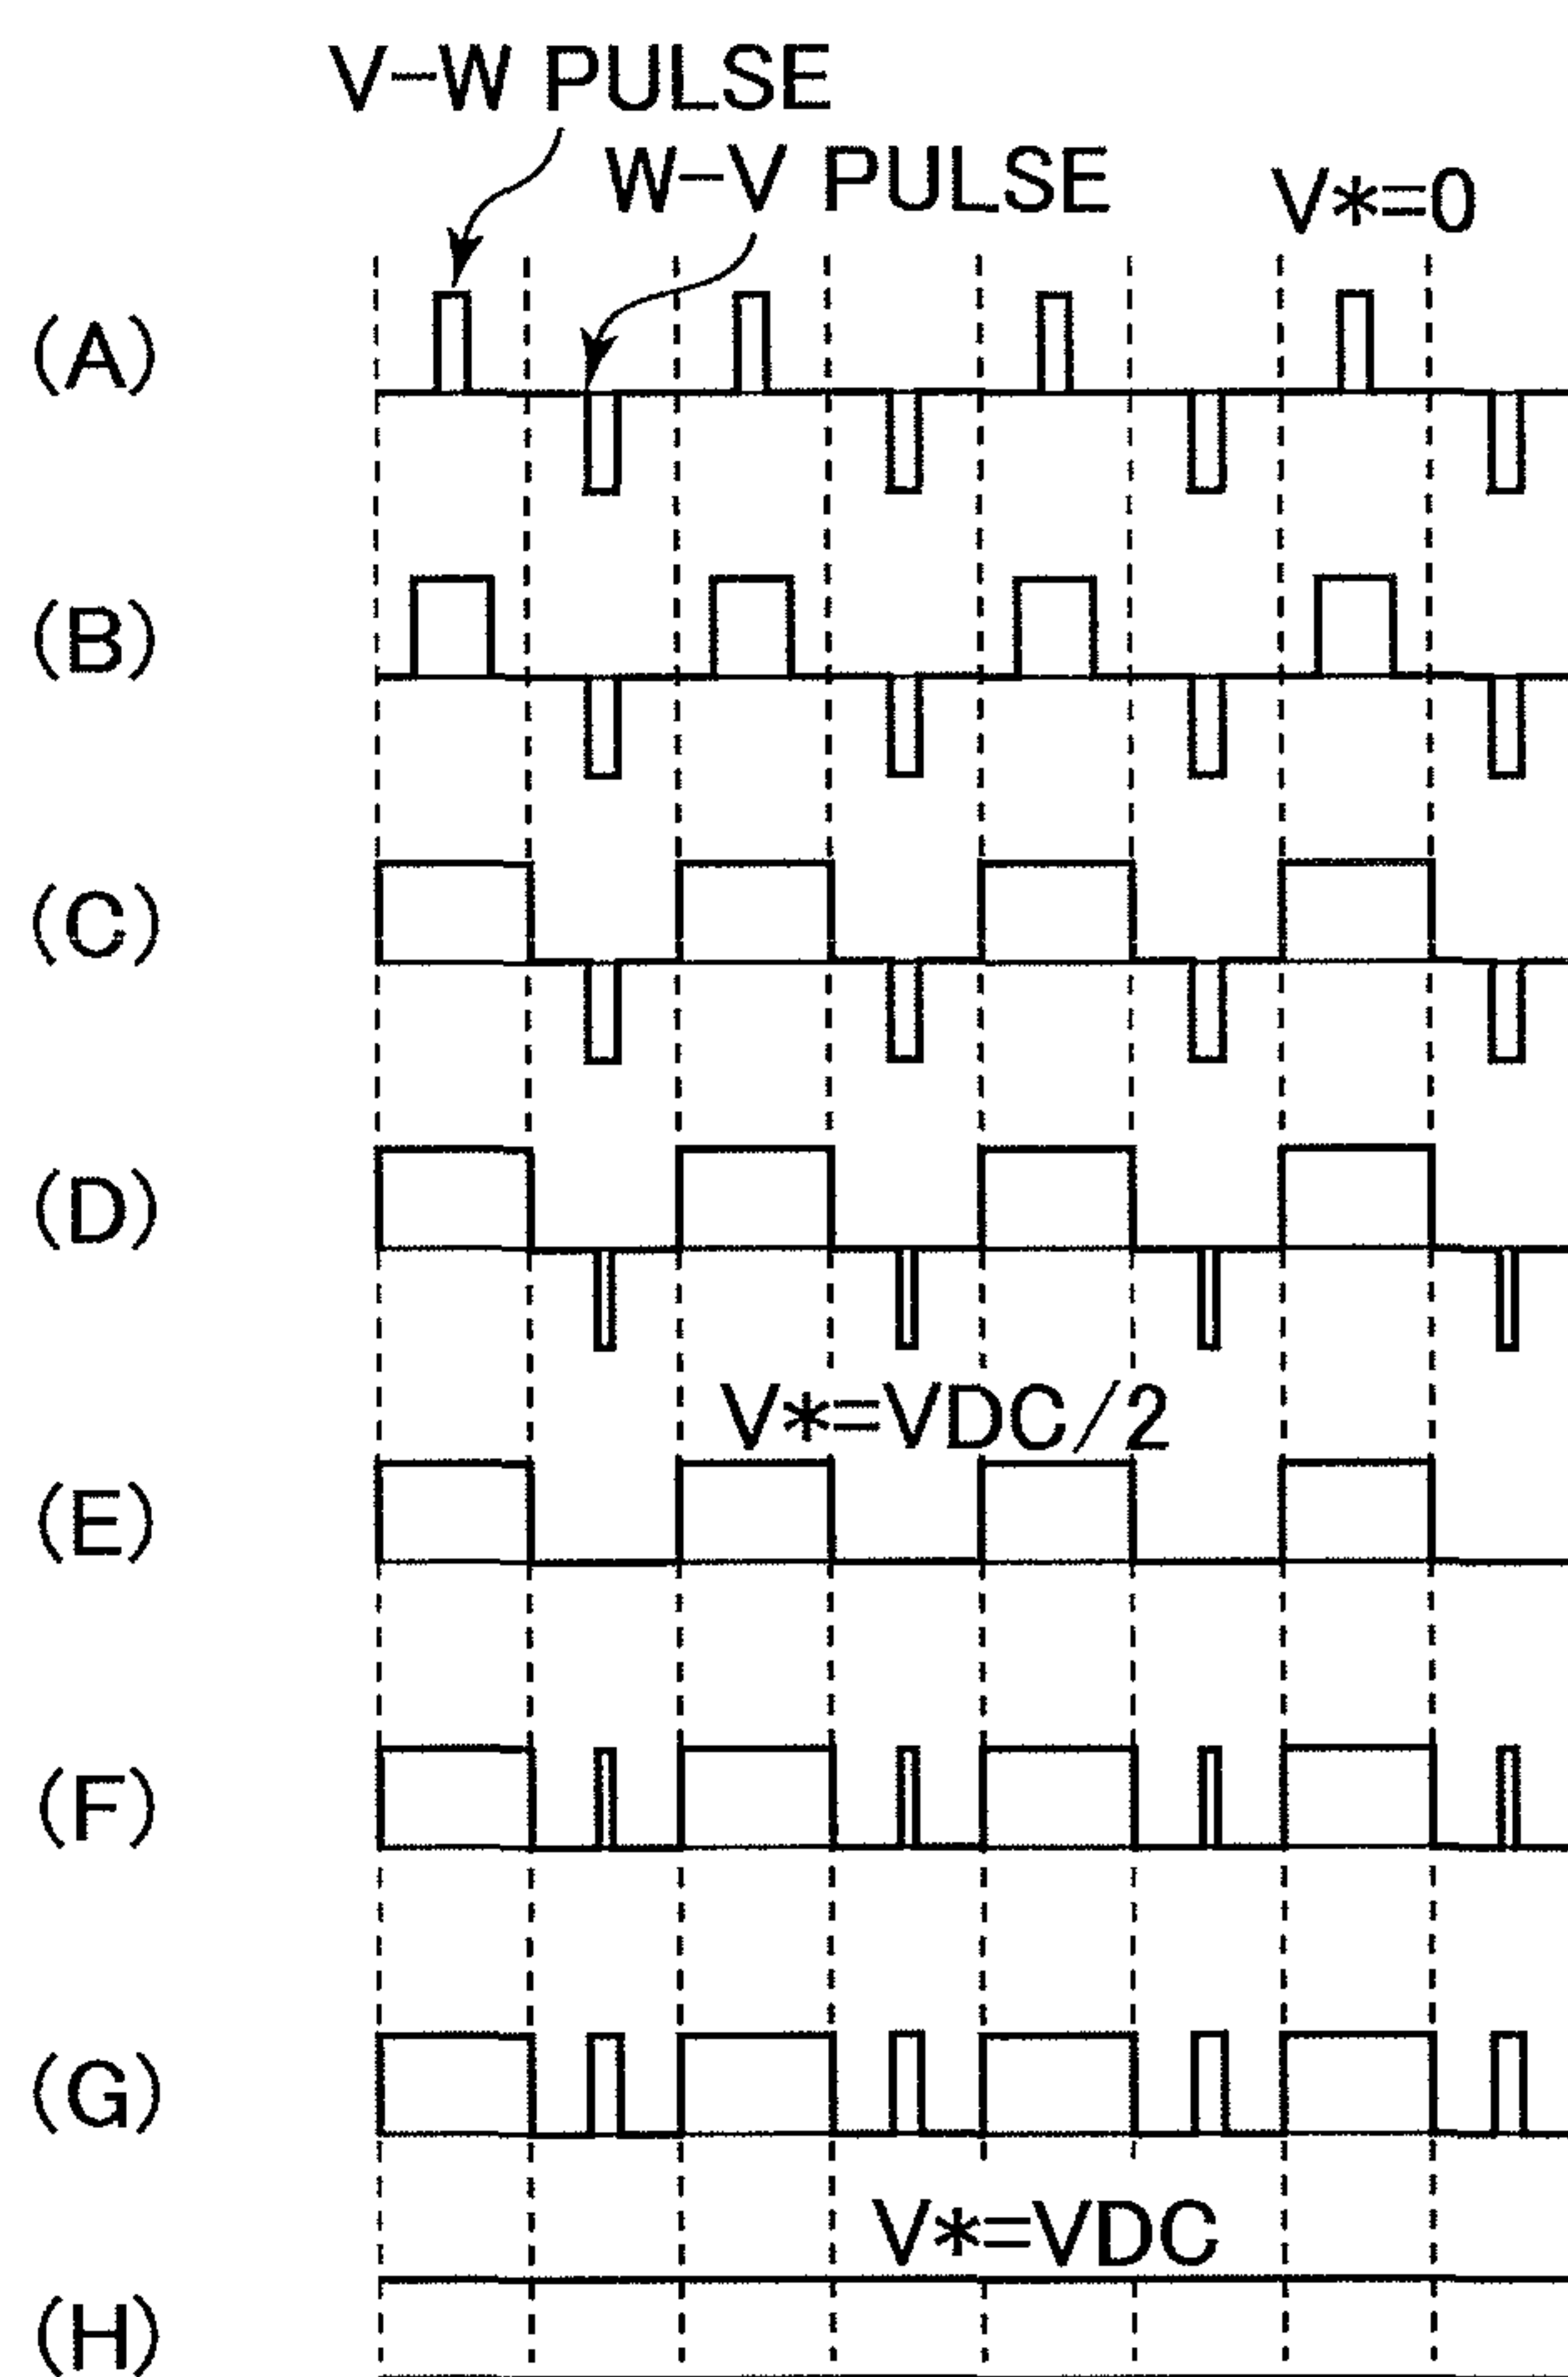 V-W PULSE
W-V PULSE
V*=0
(A)
(B)
(C)
(D)
V*=VDC/2
(E)
(F)
(G)
V*=VDC
(H)